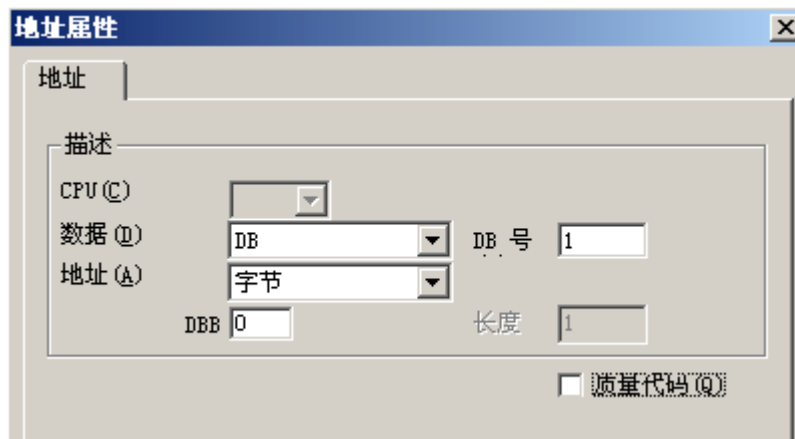 地址属性
地址
描述
CPU(C)
数据(D) DB DB 号 1
地址(A) 字节
DBB 0 长度 1
质量代码(Q)